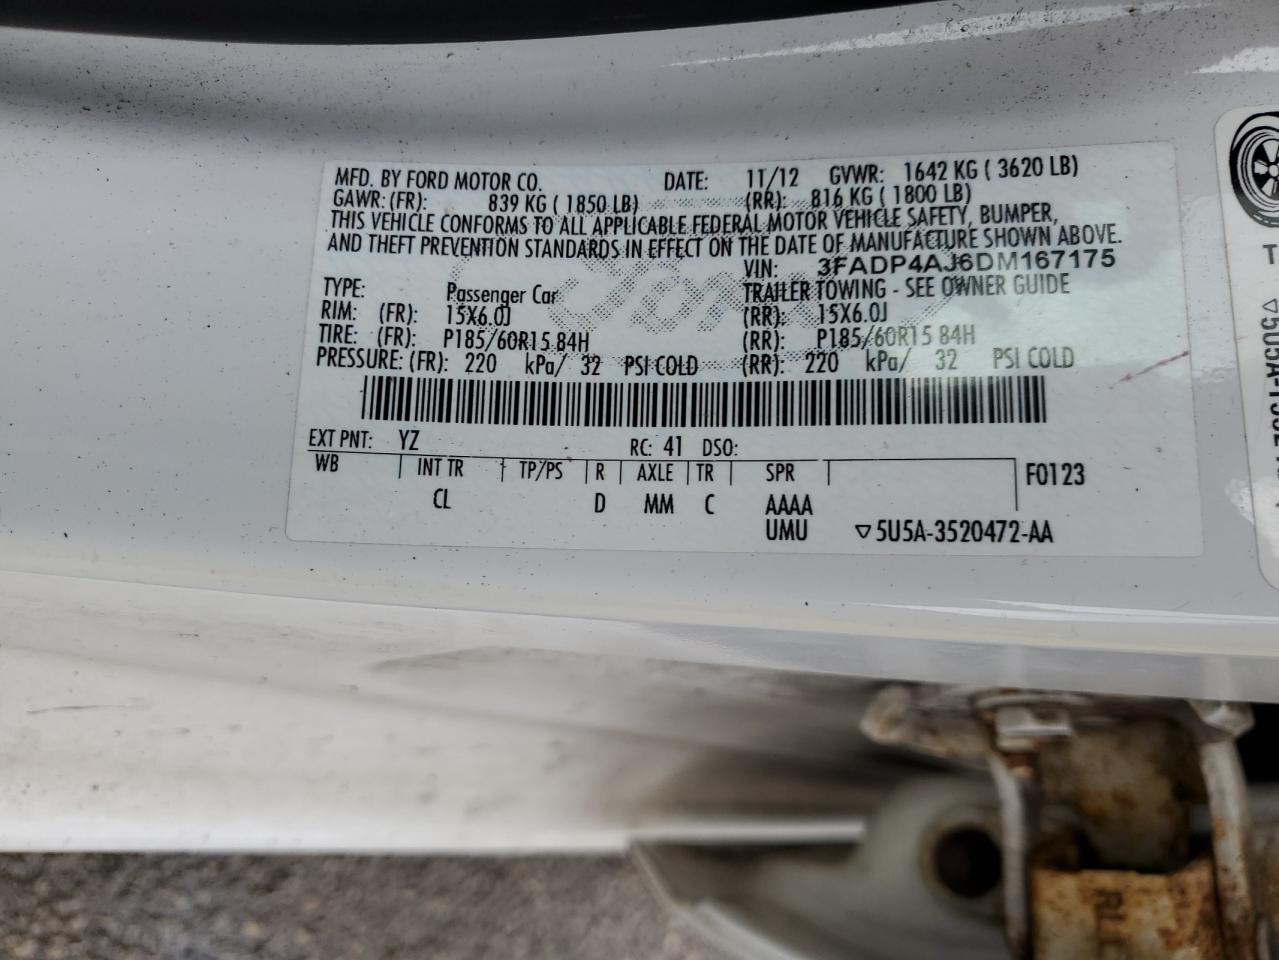 MFD. BY FORD MOTOR CO. DATE: 11/12 GVWR: 1642 KG ( 3620 LB)
GAWR: (FR): 839 KG ( 1850 LB) (RR): 816 KG ( 1800 LB)
THIS VEHICLE CONFORMS TO ALL APPLICABLE FEDERAL MOTOR VEHICLE SAFETY, BUMPER,
AND THEFT PREVENTION STANDARDS IN EFFECT ON THE DATE OF MANUFACTURE SHOWN ABOVE.
VIN: 3FADP4AJ6DM167175
TYPE: Passenger Car TRAILER TOWING - SEE OWNER GUIDE
RIM: (FR): 15X6.0J (RR): 15X6.0J
TIRE: (FR): P185/60R15 84H (RR): P185/60R15 84H
PRESSURE: (FR): 220 kPa/ 32 PSI COLD (RR): 220 kPa/ 32 PSI COLD
EXT PNT: YZ RC: 41 DSO:
WB INT TR TP/PS R AXLE TR SPR F0123
CL D MM C AAAA
UMU ▽5U5A-3520472-AA
T